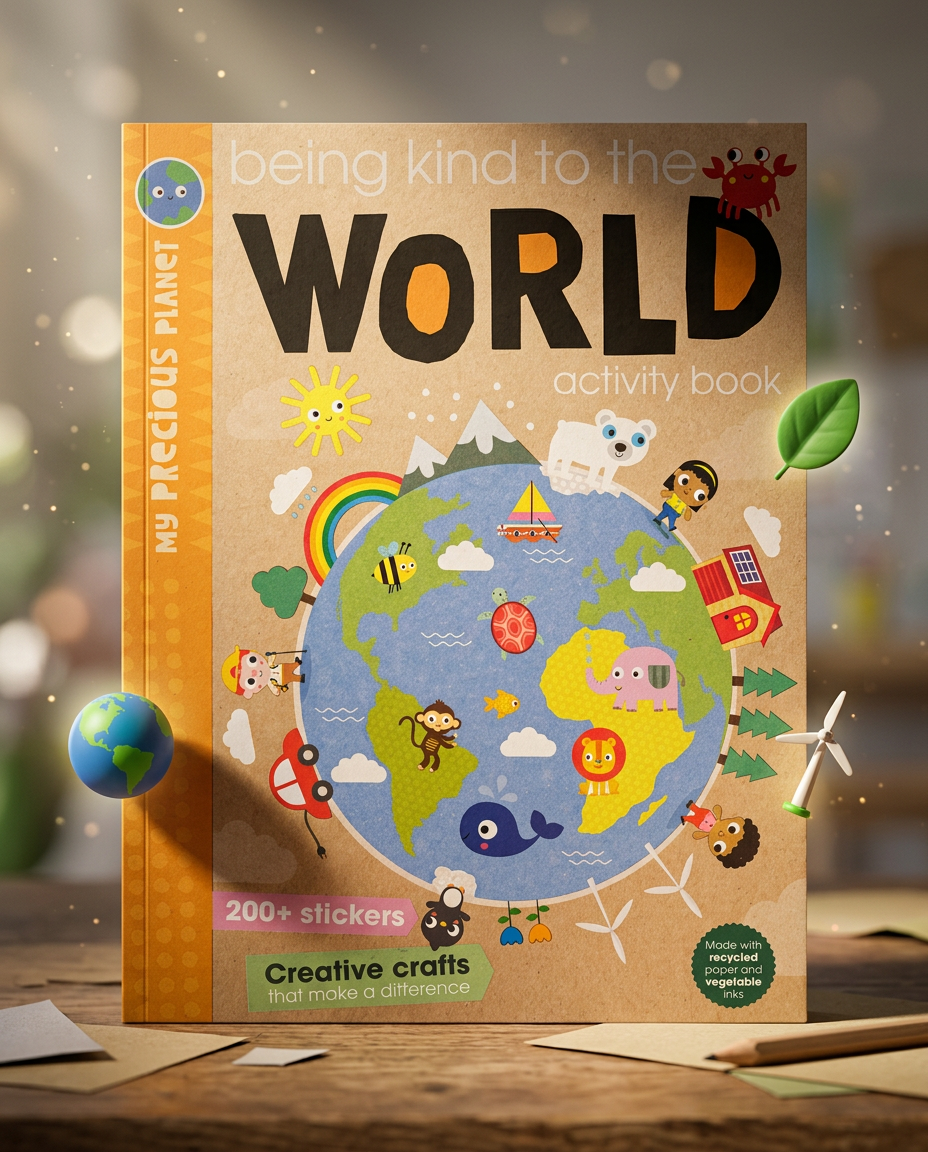 being kind to the
WORLD
activity book
MY PRECIOUS PLANET
200+ stickers
Creative crafts
that make a difference
Made with
recycled
paper and
vegetable
inks